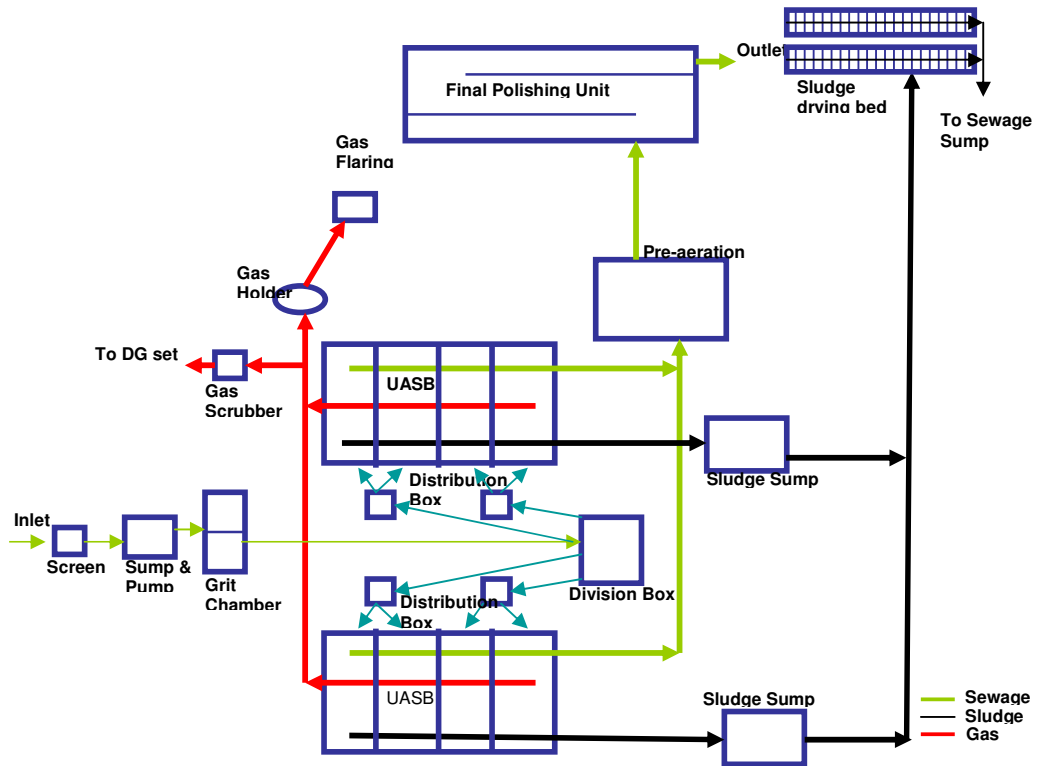 Outlet
Final Polishing Unit
Sludge
drying bed
To Sewage
Sump
Gas
Flaring
Pre-aeration
Gas
Holder
To DG set
Gas
Scrubber
UASB
Distribution
Box
Sludge Sump
Inlet
Screen
Sump &
Pump
Grit
Chamber
Division Box
Distribution
Box
UASB
Sludge Sump
Sewage
Sludge
Gas